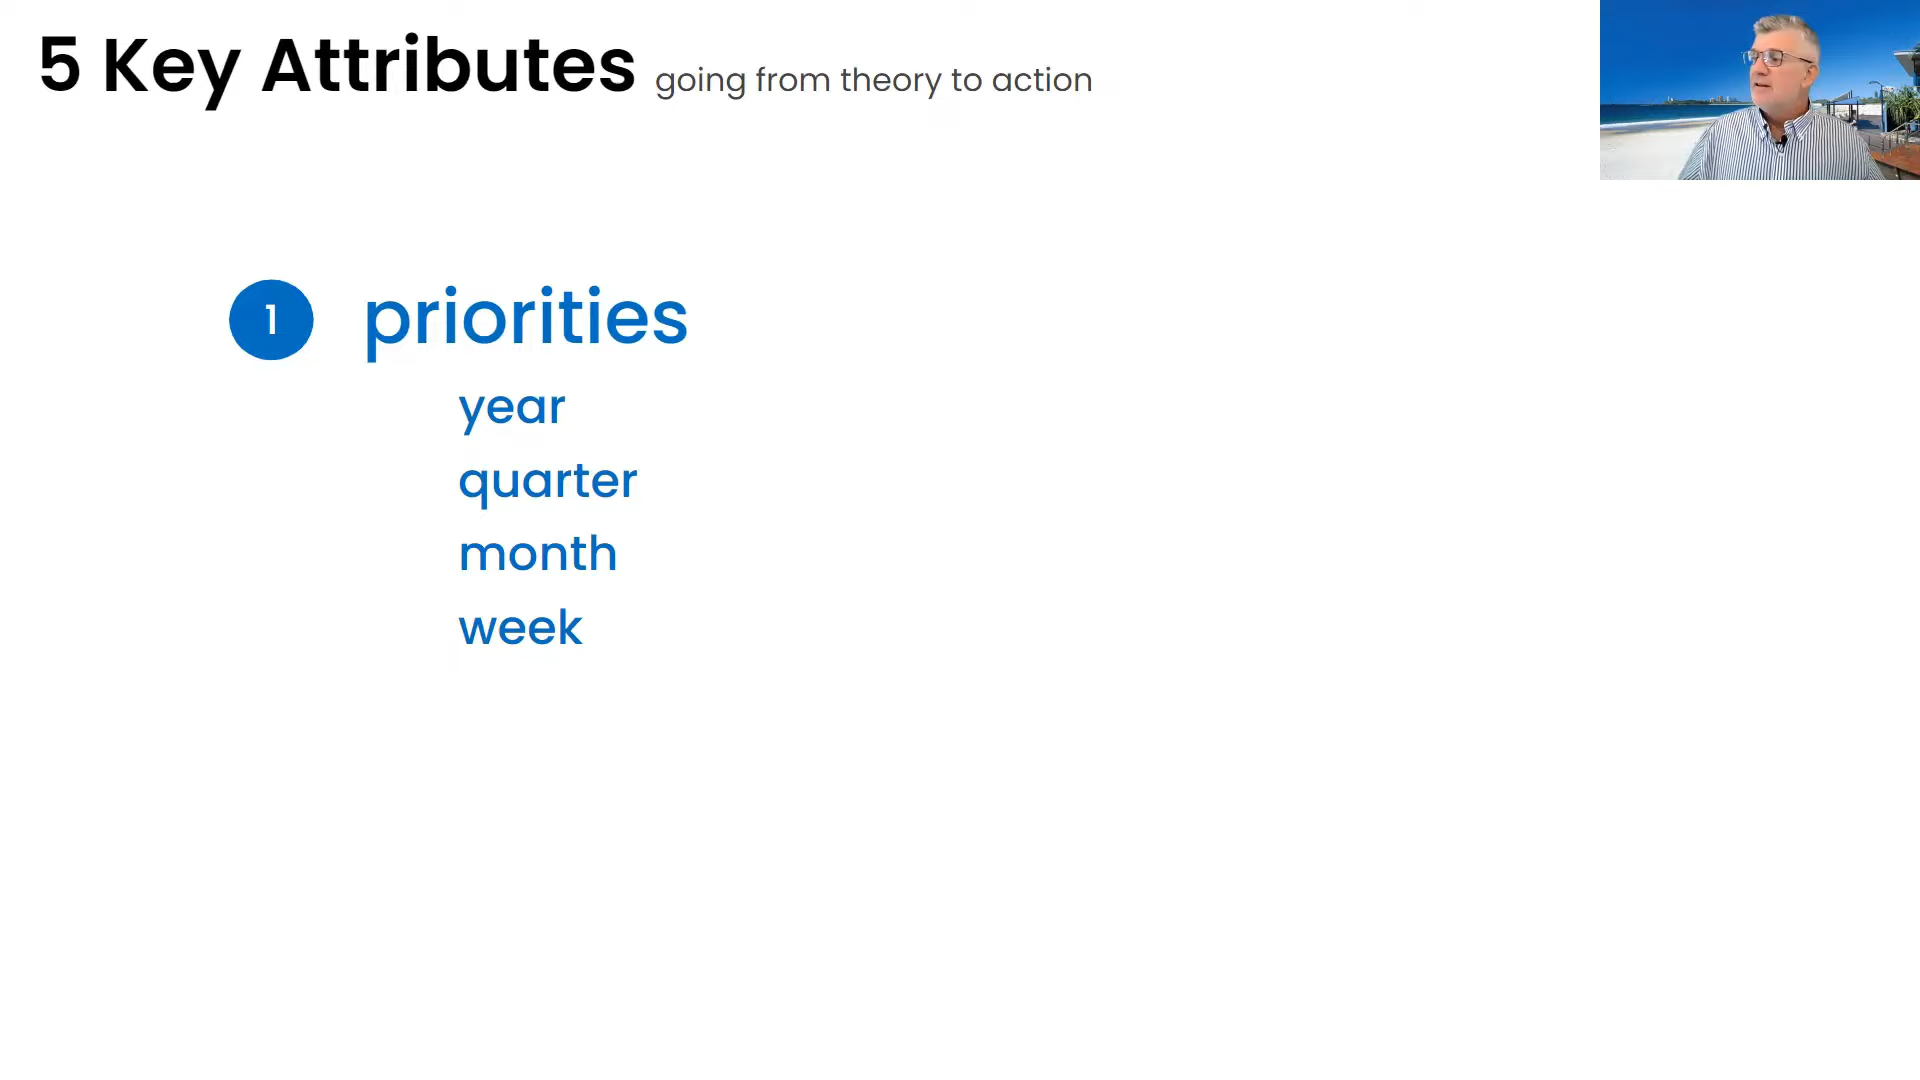 5 Key Attributes going from theory to action
1 priorities
year
quarter
month
week